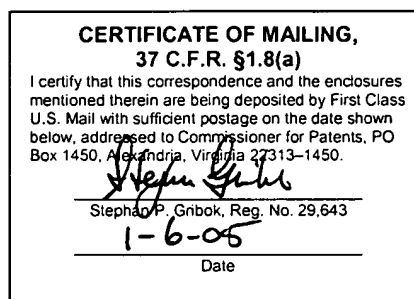 CERTIFICATE OF MAILING,
37 C.F.R. §1.8(a)
I certify that this correspondence and the enclosures
mentioned therein are being deposited by First Class
U.S. Mail with sufficient postage on the date shown
below, addressed to Commissioner for Patents, PO
Box 1450, Alexandria, Virginia 22313–1450.
Stephan Gribok
Stephan P. Gribok, Reg. No. 29,643
1-6-05
Date